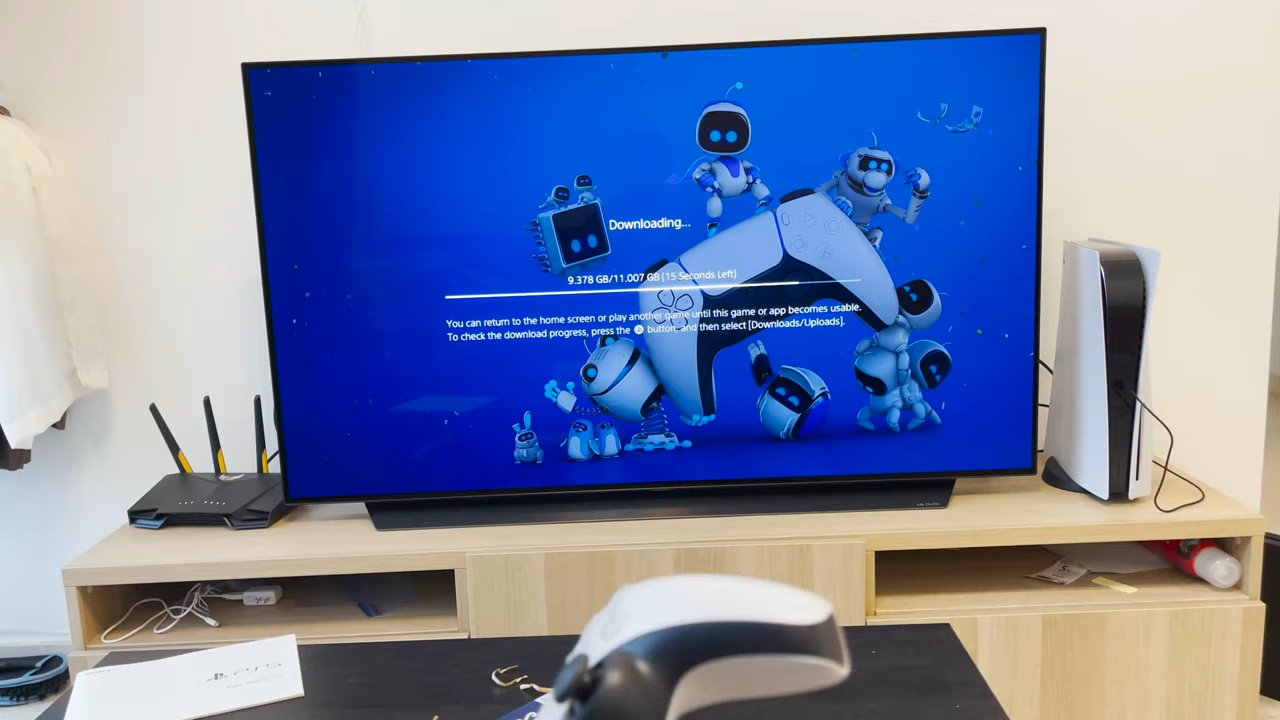 Downloading...
9.378 GB/11.007 GB (15 Seconds Left)
You can return to the home screen or play another game until this game or app becomes usable.
To check the download progress, press the button, and then select [Downloads/Uploads].
PS5